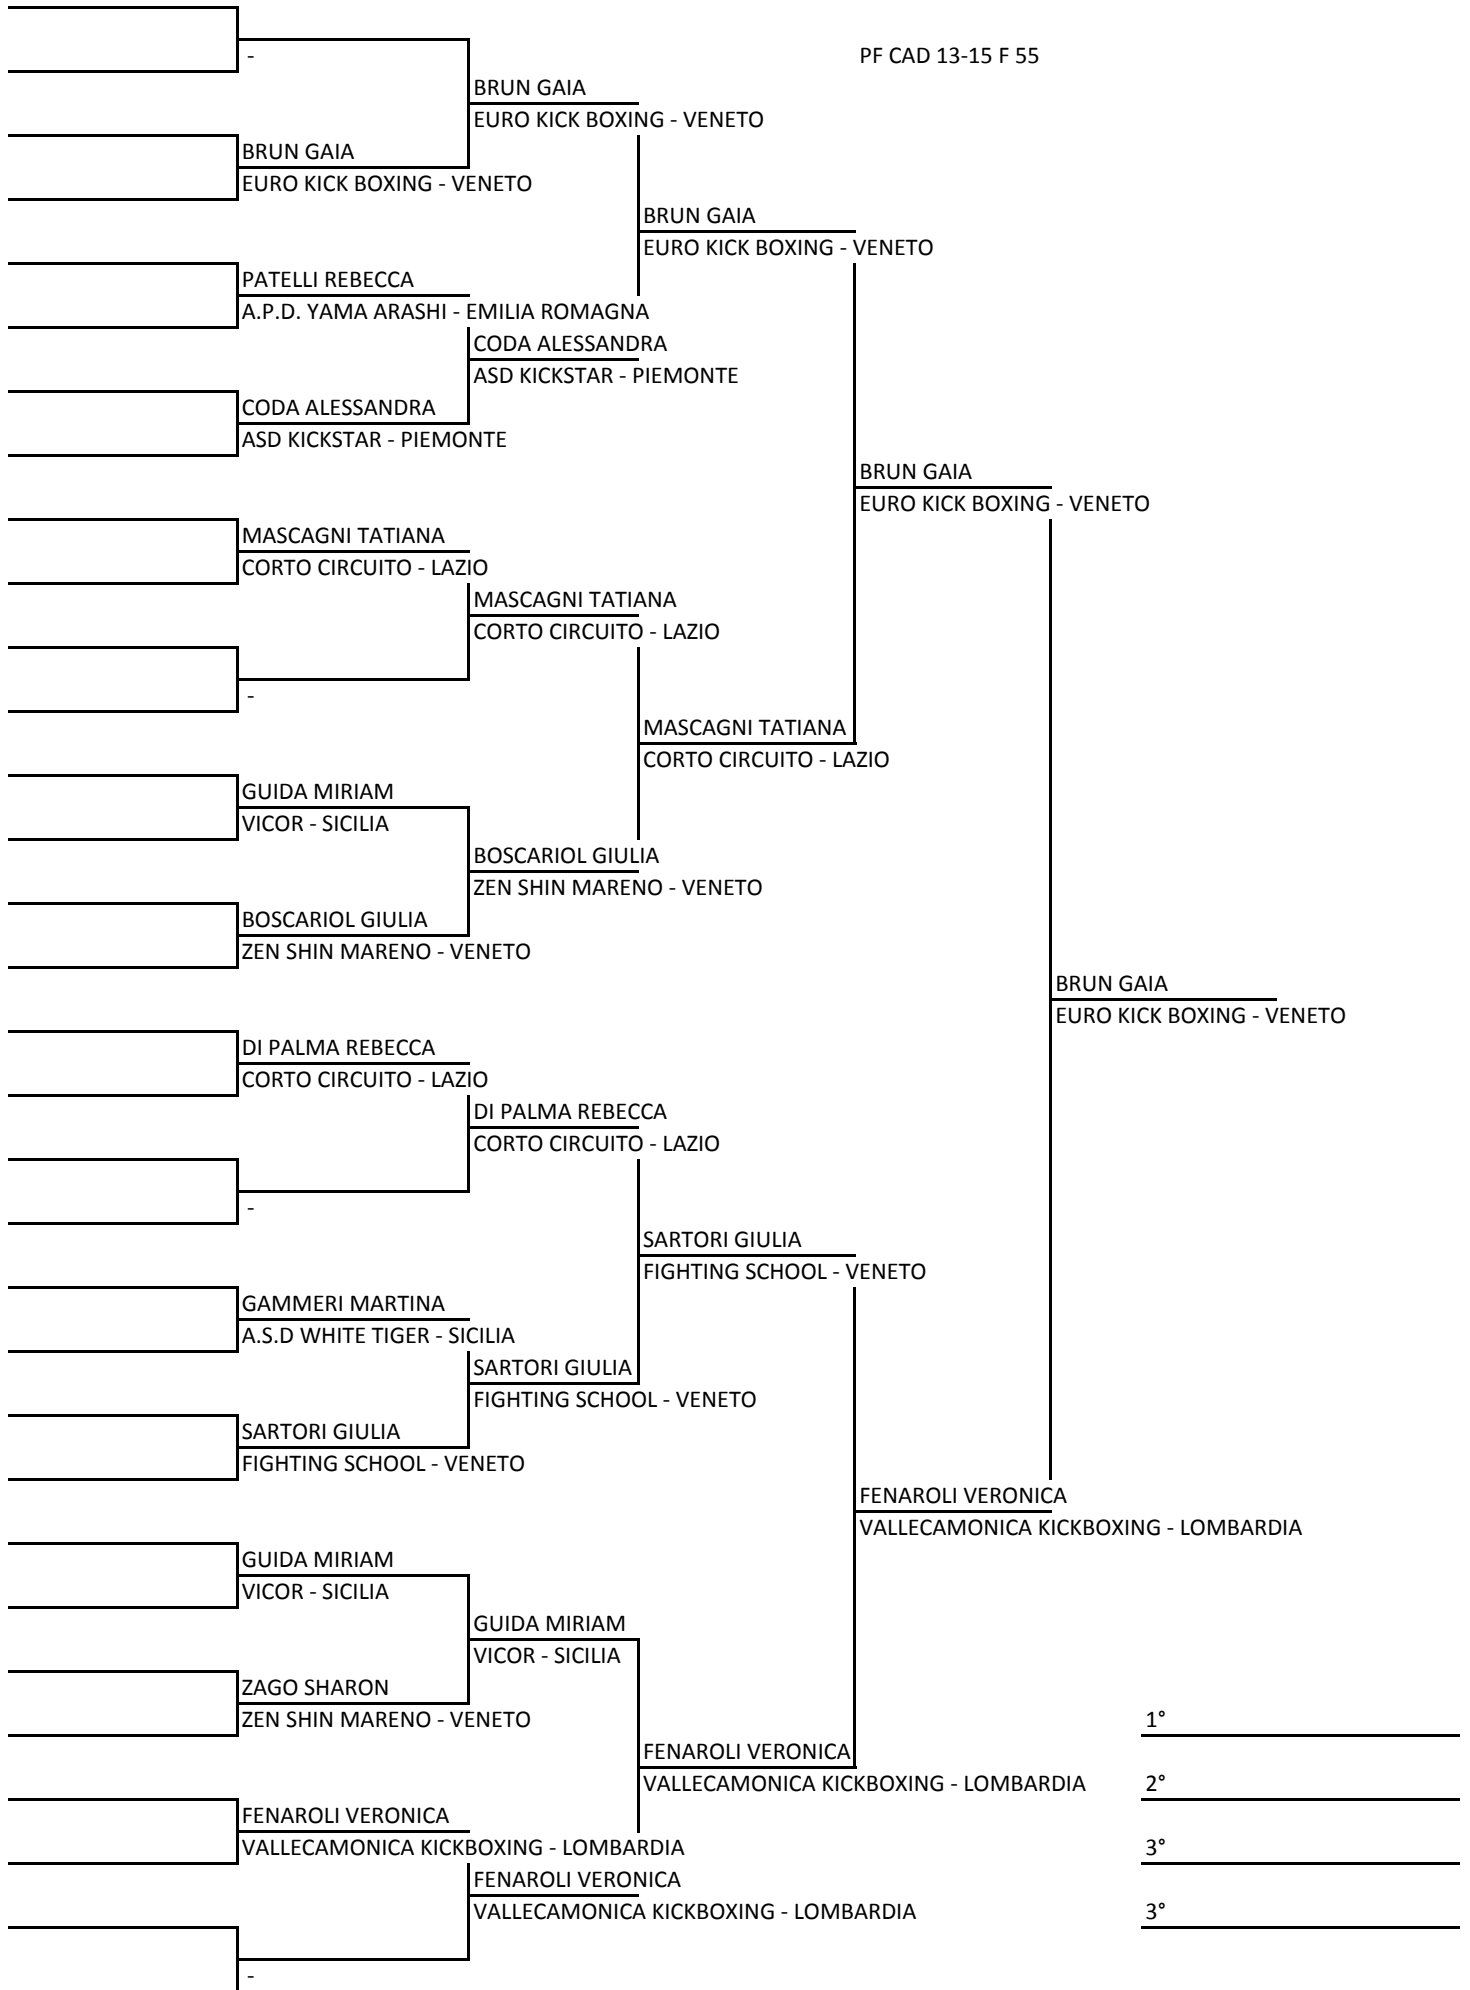 -
PF CAD 13-15 F 55
BRUN GAIA
EURO KICK BOXING - VENETO
BRUN GAIA
EURO KICK BOXING - VENETO
BRUN GAIA
EURO KICK BOXING - VENETO
PATELLI REBECCA
A.P.D. YAMA ARASHI - EMILIA ROMAGNA
CODA ALESSANDRA
ASD KICKSTAR - PIEMONTE
CODA ALESSANDRA
ASD KICKSTAR - PIEMONTE
BRUN GAIA
EURO KICK BOXING - VENETO
MASCAGNI TATIANA
CORTO CIRCUITO - LAZIO
MASCAGNI TATIANA
CORTO CIRCUITO - LAZIO
-
MASCAGNI TATIANA
CORTO CIRCUITO - LAZIO
GUIDA MIRIAM
VICOR - SICILIA
BOSCARIOL GIULIA
ZEN SHIN MARENO - VENETO
BOSCARIOL GIULIA
ZEN SHIN MARENO - VENETO
BRUN GAIA
EURO KICK BOXING - VENETO
DI PALMA REBECCA
CORTO CIRCUITO - LAZIO
DI PALMA REBECCA
CORTO CIRCUITO - LAZIO
-
SARTORI GIULIA
FIGHTING SCHOOL - VENETO
GAMMERI MARTINA
A.S.D WHITE TIGER - SICILIA
SARTORI GIULIA
FIGHTING SCHOOL - VENETO
SARTORI GIULIA
FIGHTING SCHOOL - VENETO
FENAROLI VERONICA
VALLECAMONICA KICKBOXING - LOMBARDIA
GUIDA MIRIAM
VICOR - SICILIA
GUIDA MIRIAM
VICOR - SICILIA
ZAGO SHARON
ZEN SHIN MARENO - VENETO
1°
FENAROLI VERONICA
VALLECAMONICA KICKBOXING - LOMBARDIA
2°
FENAROLI VERONICA
VALLECAMONICA KICKBOXING - LOMBARDIA
3°
FENAROLI VERONICA
VALLECAMONICA KICKBOXING - LOMBARDIA
3°
-